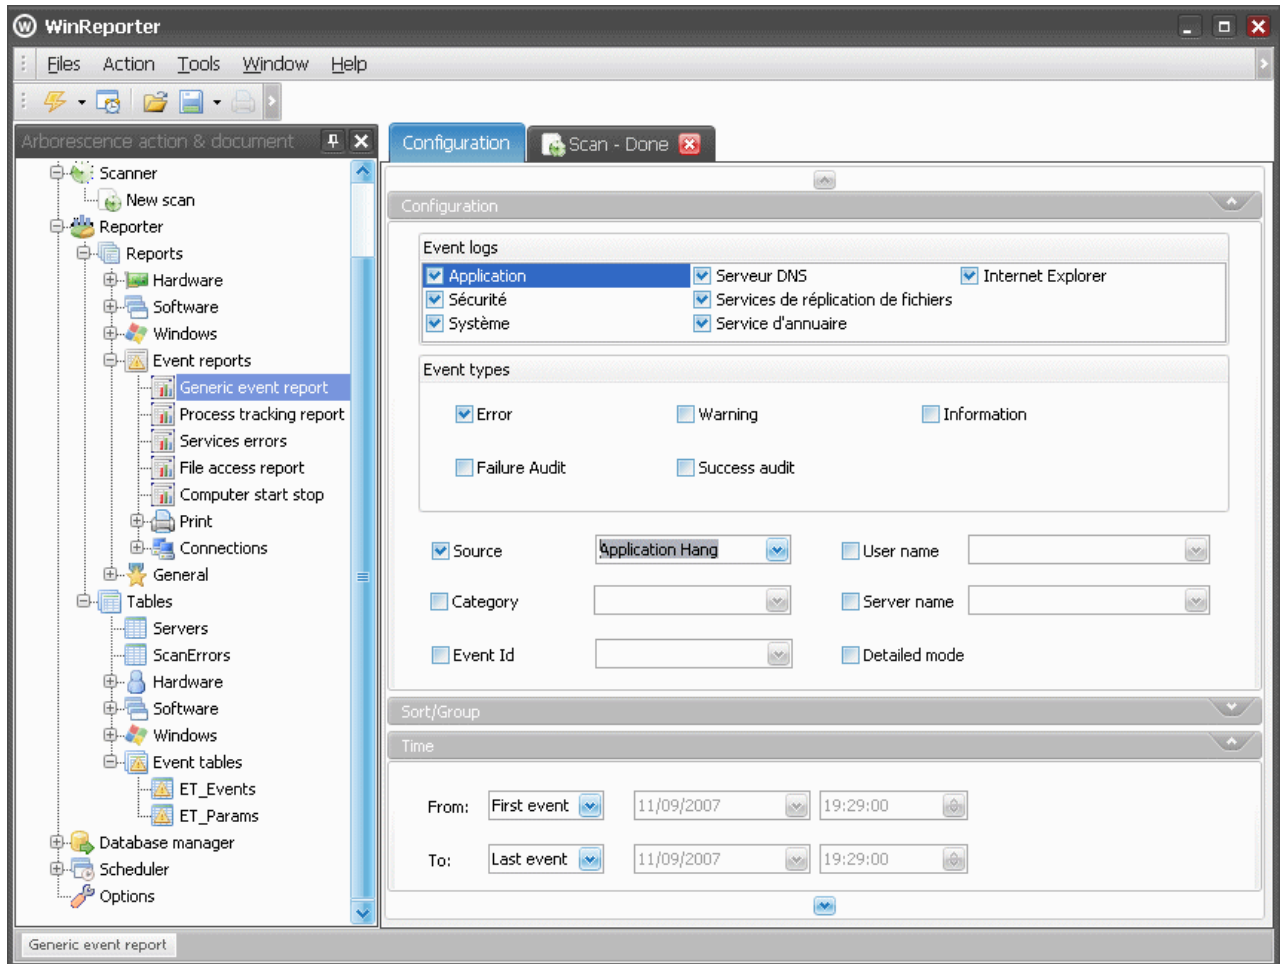 WinReporter
Files Action Tools Window Help
Arborescence action & document
Scanner
New scan
Reporter
Reports
Hardware
Software
Windows
Event reports
Generic event report
Process tracking report
Services errors
File access report
Computer start stop
Print
Connections
General
Tables
Servers
ScanErrors
Hardware
Software
Windows
Event tables
ET_Events
ET_Params
Database manager
Scheduler
Options
Configuration
Scan - Done
Configuration
Event logs
Application Serveur DNS Internet Explorer
Sécurité Services de réplication de fichiers
Système Service d'annuaire
Event types
Error Warning Information
Failure Audit Success audit
Source Application Hang User name
Category Server name
Event Id Detailed mode
Sort/Group
Time
From: First event 11/09/2007 19:29:00
To: Last event 11/09/2007 19:29:00
Generic event report